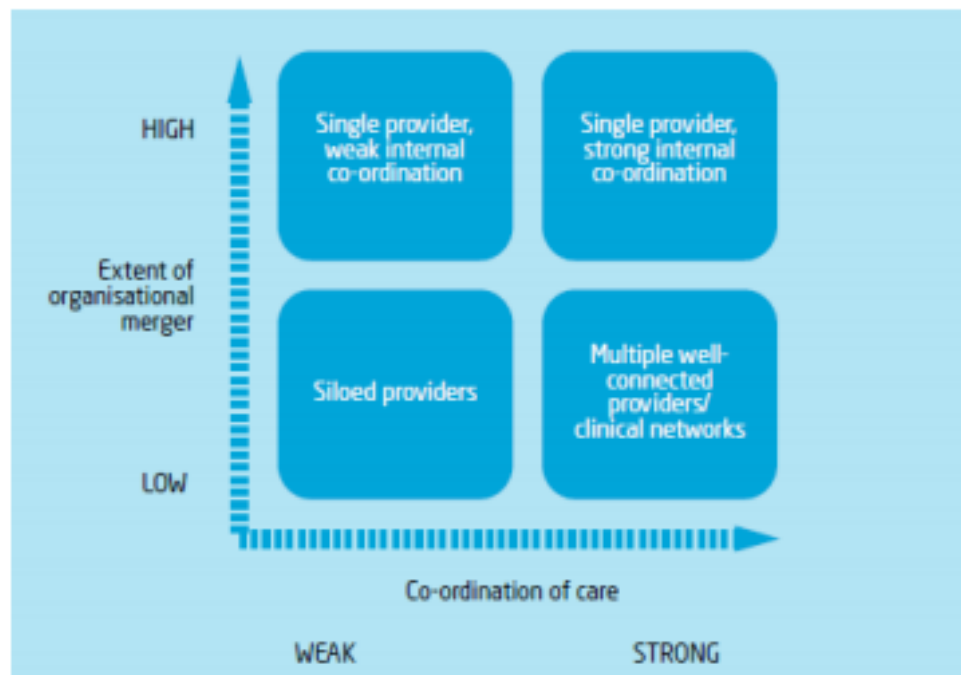 HIGH
Single provider,
weak internal
co-ordination
Single provider,
strong internal
co-ordination
Extent of
organisational
merger
Siloed providers
Multiple well-
connected
providers/
clinical networks
LOW
Co-ordination of care
WEAK
STRONG